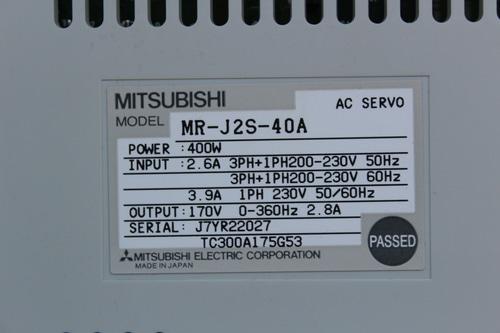 MITSUBISHI AC SERVO
MODEL MR-J2S-40A
POWER :400W
INPUT :2.6A 3PH+1PH200-230V 50Hz
3PH+1PH200-230V 60Hz
3.9A 1PH 230V 50/60Hz
OUTPUT:170V 0-360Hz 2.8A
SERIAL: J7YR22027
TC300A175G53
PASSED
MITSUBISHI ELECTRIC CORPORATION
MADE IN JAPAN